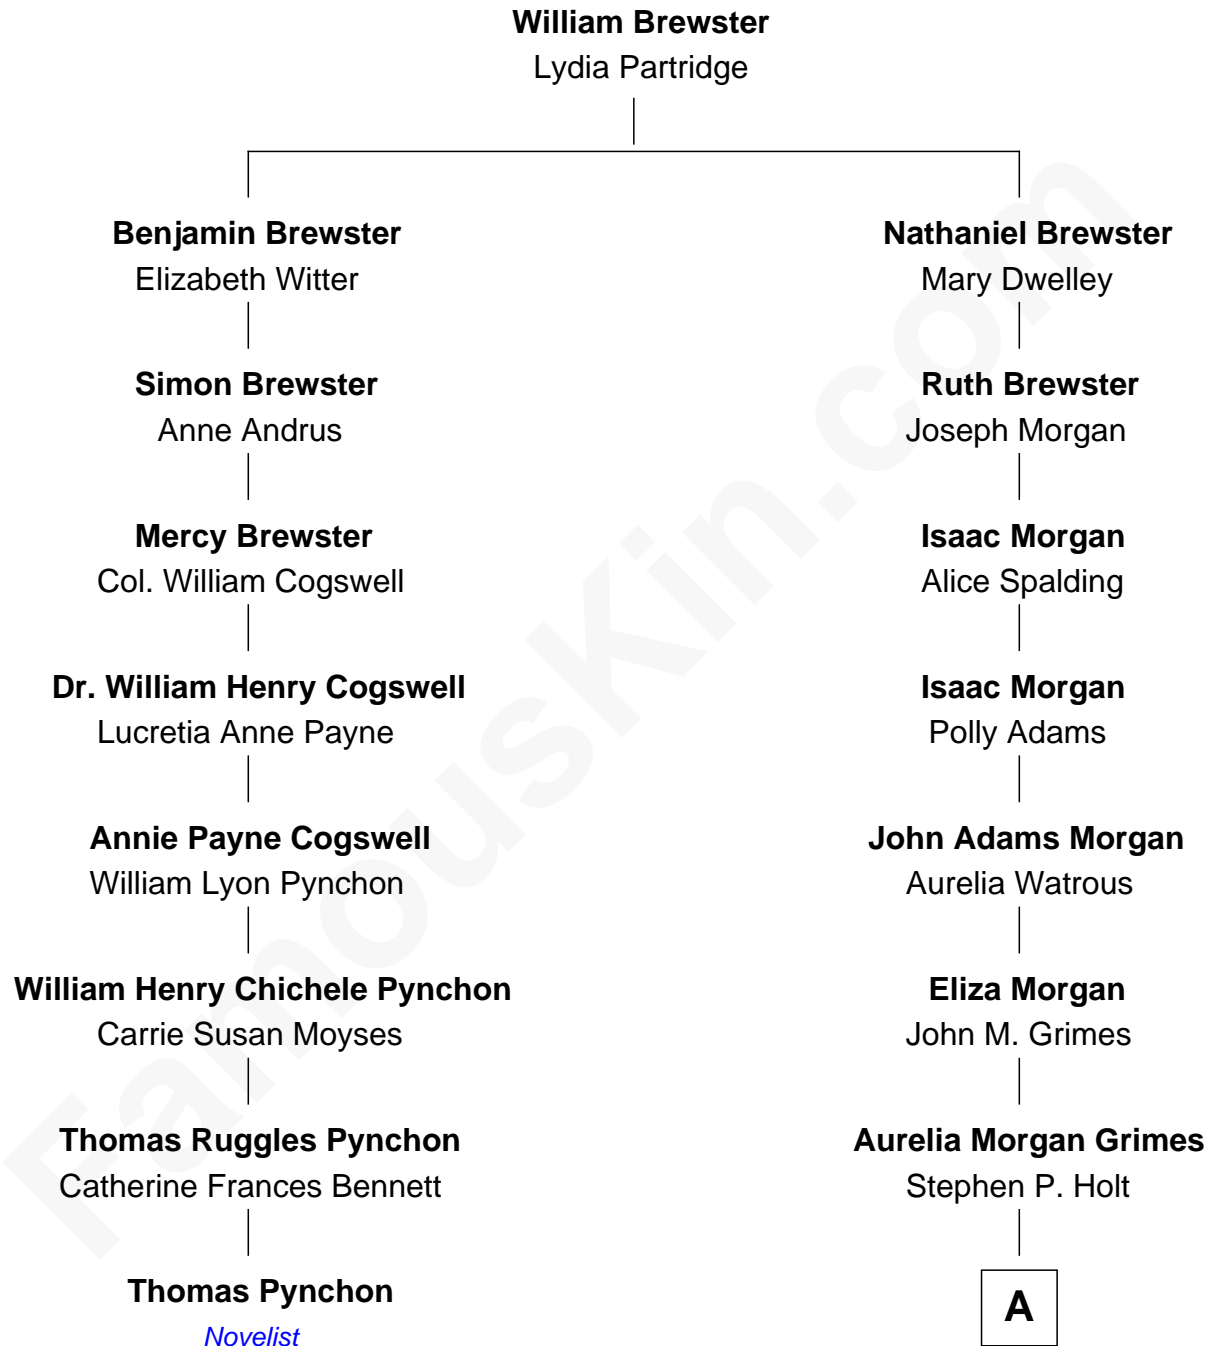 William Brewster
Lydia Partridge
Benjamin Brewster
Elizabeth Witter
Nathaniel Brewster
Mary Dwelley
Simon Brewster
Anne Andrus
Ruth Brewster
Joseph Morgan
Mercy Brewster
Col. William Cogswell
Isaac Morgan
Alice Spalding
Dr. William Henry Cogswell
Lucretia Anne Payne
Isaac Morgan
Polly Adams
Annie Payne Cogswell
William Lyon Pynchon
John Adams Morgan
Aurelia Watrous
William Henry Chichele Pynchon
Carrie Susan Moyses
Eliza Morgan
John M. Grimes
Thomas Ruggles Pynchon
Catherine Frances Bennett
Aurelia Morgan Grimes
Stephen P. Holt
Thomas Pynchon
Novelist
A
FamousKin.com